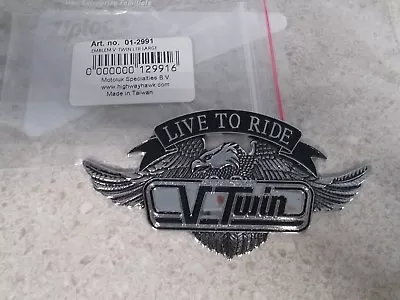 Art. no. 01-2991
EMBLEM V-TWIN LTR LARGE
0 000000 129916
Motolux Specialties B.V.
www.highwayhawk.com
Made in Taiwan
LIVE TO RIDE
V-Twin